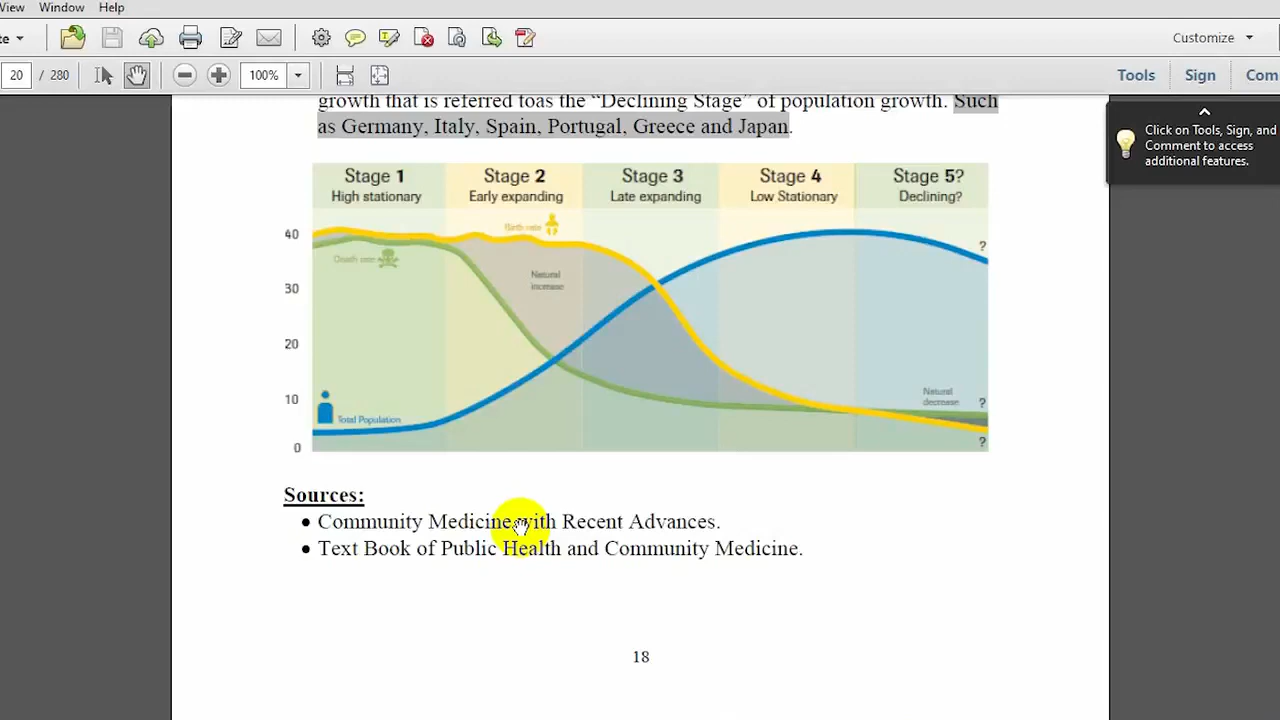 View Window Help
te Customize
20 / 280 100% Tools Sign Com
growth that is referred toas the “Declining Stage” of population growth. Such
as Germany, Italy, Spain, Portugal, Greece and Japan.
Click on Tools, Sign, and
Comment to access
additional features.
Stage 1 Stage 2 Stage 3 Stage 4 Stage 5?
High stationary Early expanding Late expanding Low Stationary Declining?
Birth rate
40 ?
Death rate
Natural
increase
30
20
10
Natural
decrease ?
Total Population
0 ?
Sources:
• Community Medicine with Recent Advances.
• Text Book of Public Health and Community Medicine.
18